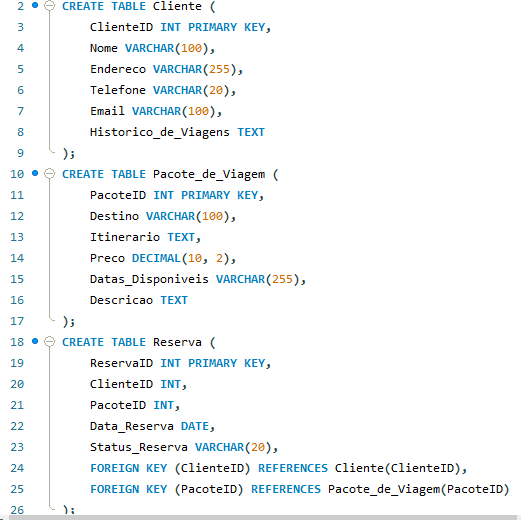 2 CREATE TABLE Cliente (
3 ClienteID INT PRIMARY KEY,
4 Nome VARCHAR(100),
5 Endereco VARCHAR(255),
6 Telefone VARCHAR(20),
7 Email VARCHAR(100),
8 Historico_de_Viagens TEXT
9 );
10 CREATE TABLE Pacote_de_Viagem (
11 PacoteID INT PRIMARY KEY,
12 Destino VARCHAR(100),
13 Itinerario TEXT,
14 Preco DECIMAL(10, 2),
15 Datas_Disponiveis VARCHAR(255),
16 Descricao TEXT
17 );
18 CREATE TABLE Reserva (
19 ReservaID INT PRIMARY KEY,
20 ClienteID INT,
21 PacoteID INT,
22 Data_Reserva DATE,
23 Status_Reserva VARCHAR(20),
24 FOREIGN KEY (ClienteID) REFERENCES Cliente(ClienteID),
25 FOREIGN KEY (PacoteID) REFERENCES Pacote_de_Viagem(PacoteID)
26 );